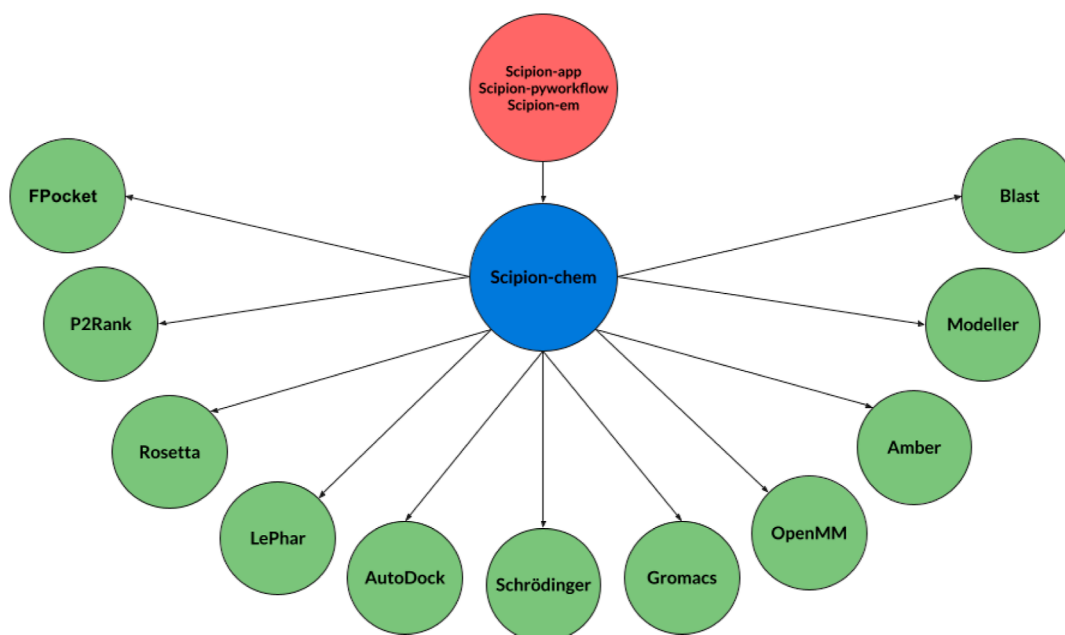 Scipion-app
Scipion-pyworkflow
Scipion-em
FPocket
Blast
Scipion-chem
P2Rank
Modeller
Rosetta
Amber
LePhar
OpenMM
AutoDock
Schrödinger
Gromacs